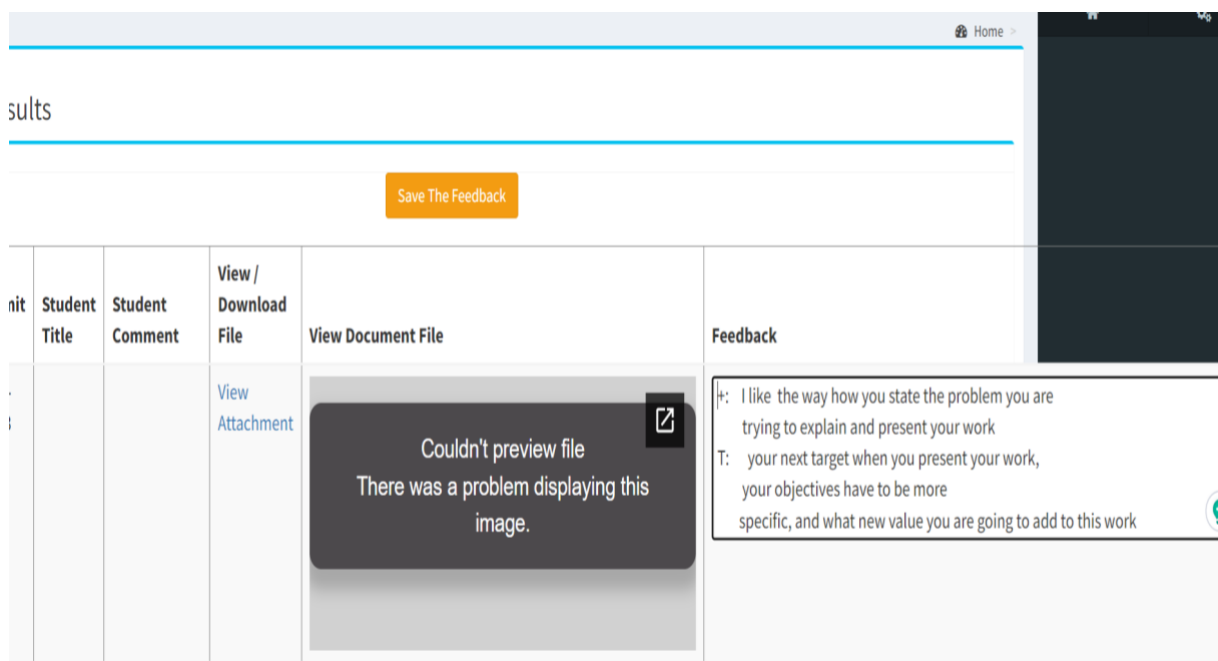 Home >
sults
Save The Feedback
nit
Student
Title
Student
Comment
View /
Download
File
View Document File
Feedback
View
Attachment
Couldn't preview file
There was a problem displaying this
image.
+: I like the way how you state the problem you are
trying to explain and present your work
T: your next target when you present your work,
your objectives have to be more
specific, and what new value you are going to add to this work